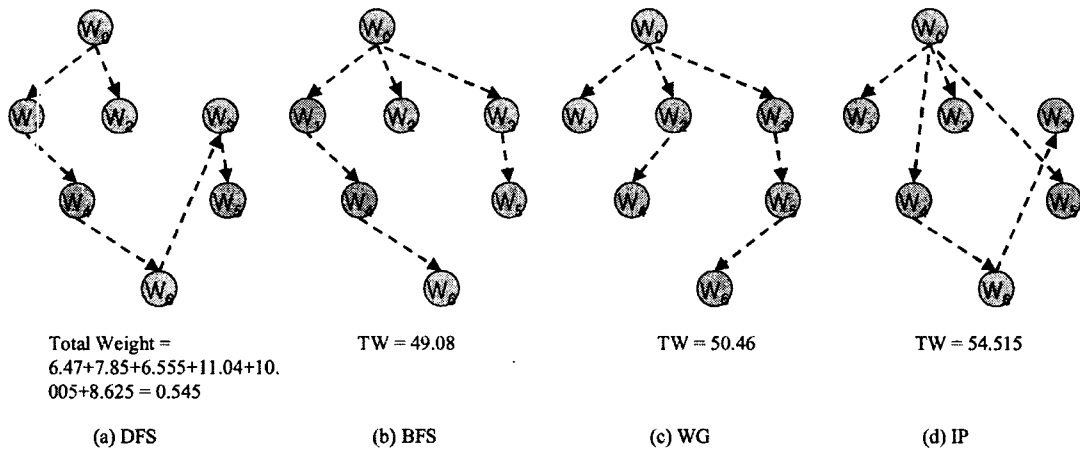 W0
W W2 W3
W4 W5
W6
Total Weight =
6.47+7.85+6.555+11.04+10.
005+8.625 = 0.545
(a) DFS
W0
W1 W2 W3
W4 W5
W6
TW = 49.08
(b) BFS
W0
W1 W2 W3
W4 W5
W6
TW = 50.46
(c) WG
W0
W1 W2 W3
W4 W5
W6
TW = 54.515
(d) IP